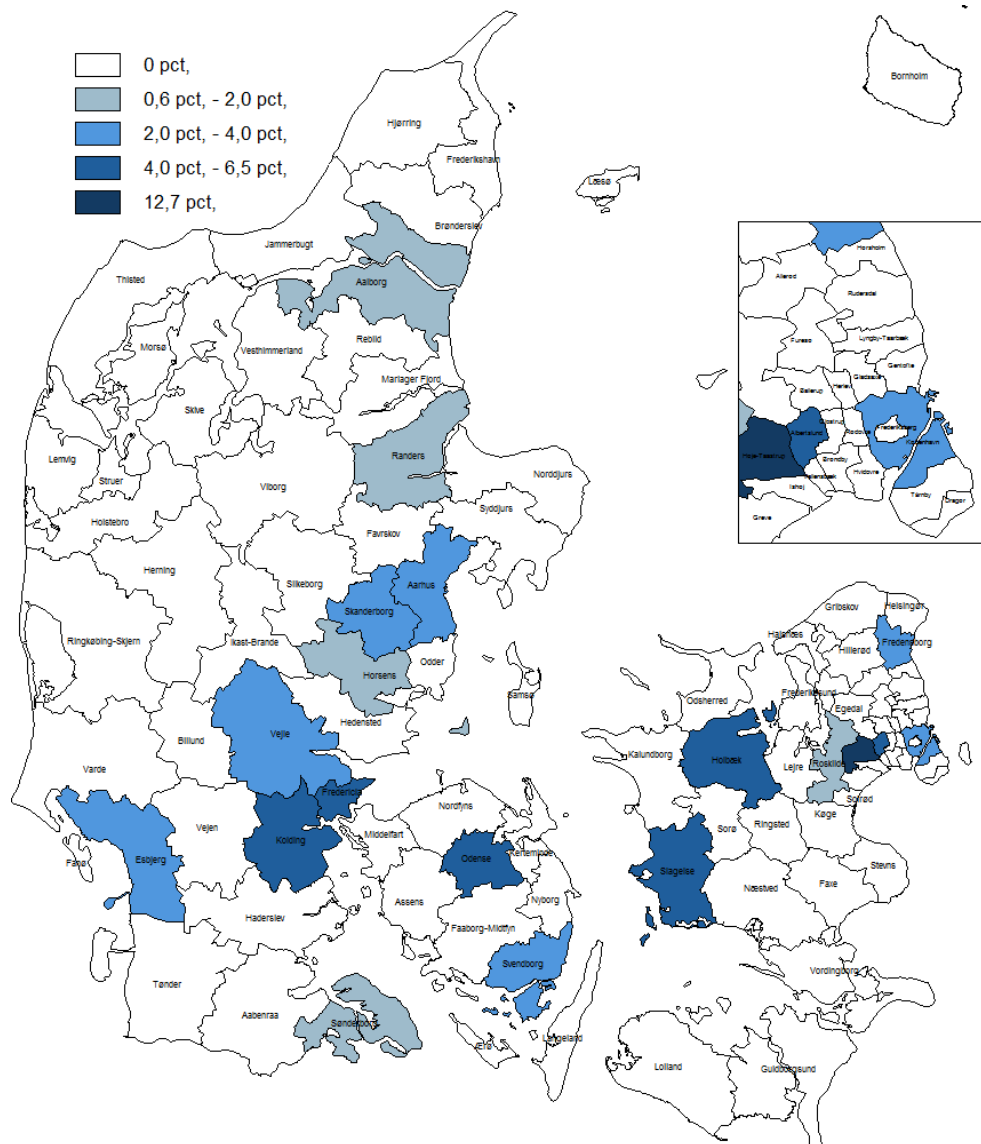 0 pct,
0,6 pct, - 2,0 pct,
2,0 pct, - 4,0 pct,
4,0 pct, - 6,5 pct,
12,7 pct,
Bornholm
Hjørring
Frederikshavn
Læsø
Brønderslev
Jammerbugt
Thisted
Aalborg
Rebild
Vesthimmerland
Morsø
Mariager Fjord
Skive
Lemvig
Struer
Randers
Norddjurs
Viborg
Syddjurs
Holstebro
Favrskov
Herning
Silkeborg
Aarhus
Skanderborg
Ringkøbing-Skjern
Ikast-Brande
Odder
Horsens
Samsø
Hedensted
Billund
Vejle
Varde
Fredericia
Vejen
Kolding
Esbjerg
Fanø
Haderslev
Tønder
Aabenraa
Sønderborg
Nordfyns
Middelfart
Odense
Kerteminde
Assens
Nyborg
Faaborg-Midtfyn
Svendborg
Ærø
Langeland
Hørsholm
Allerød
Rudersdal
Furesø
Lyngby-Taarbæk
Gentofte
Gladsaxe
Ballerup
Herlev
Glostrup
Rødovre
Frederiksberg
København
Albertslund
Høje-Taastrup
Brøndby
Vallensbæk
Hvidovre
Ishøj
Tårnby
Dragør
Greve
Gribskov
Helsingør
Halsnæs
Fredensborg
Hillerød
Odsherred
Frederikssund
Egedal
Kalundborg
Holbæk
Lejre
Roskilde
Solrød
Køge
Sorø
Ringsted
Stevns
Slagelse
Næstved
Faxe
Vordingborg
Lolland
Guldborgsund